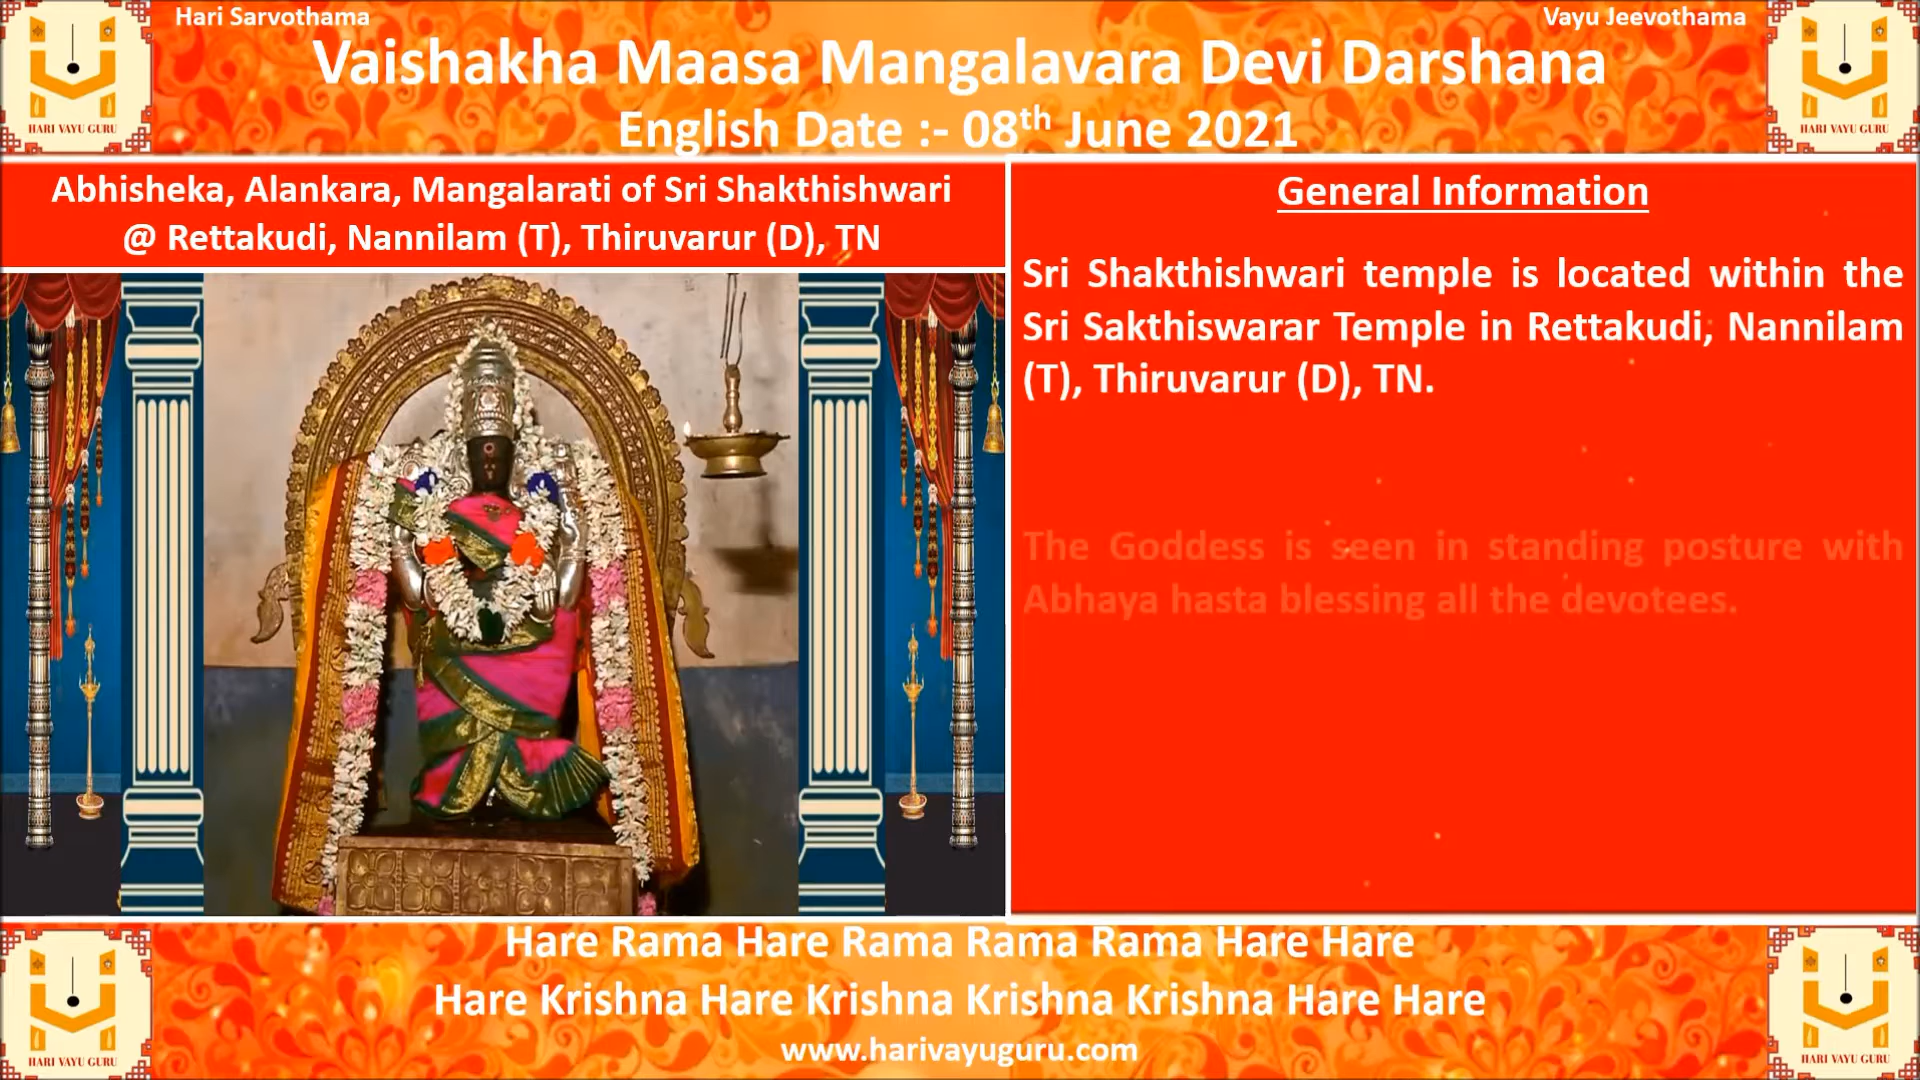 Hari Sarvothama
Vayu Jeevothama
Vaishakha Maasa Mangalavara Devi Darshana
English Date :- 08th June 2021
HARI VAYU GURU
HARI VAYU GURU
Abhisheka, Alankara, Mangalarati of Sri Shakthishwari
@ Rettakudi, Nannilam (T), Thiruvarur (D), TN
General Information
Sri Shakthishwari temple is located within the
Sri Sakthiswarar Temple in Rettakudi, Nannilam
(T), Thiruvarur (D), TN.
The Goddess is seen in standing posture with
Abhaya hasta blessing all the devotees.
Hare Rama Hare Rama Rama Rama Hare Hare
Hare Krishna Hare Krishna Krishna Krishna Hare Hare
www.harivayuguru.com
HARI VAYU GURU
HARI VAYU GURU